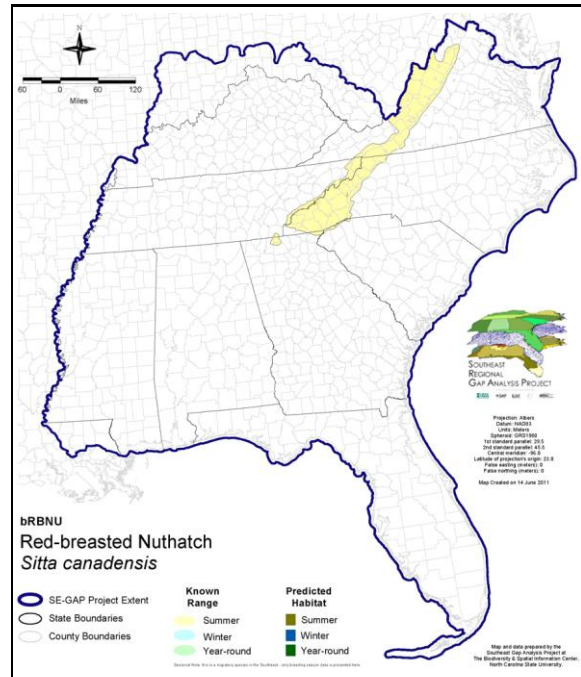 N
60 0 60 120
Miles
SOUTHEAST
REGIONAL
GAP ANALYSIS PROJECT
Projection: Albers
Datum: NAD83
Units: Meters
Spheroid: GRS1980
1st standard parallel: 29.5
2nd standard parallel: 45.5
Central meridian: -96.0
Latitude of projection's origin: 23.0
False easting (meters): 0
False northing (meters): 0
Map Created on 14 June 2011
bRBNU
Red-breasted Nuthatch
Sitta canadensis
SE-GAP Project Extent
State Boundaries
County Boundaries
Known
Range
Summer
Winter
Year-round
Predicted
Habitat
Summer
Winter
Year-round
Map and data prepared by the
Southeast Gap Analysis Project at
The Biodiversity & Spatial Information Center,
North Carolina State University.